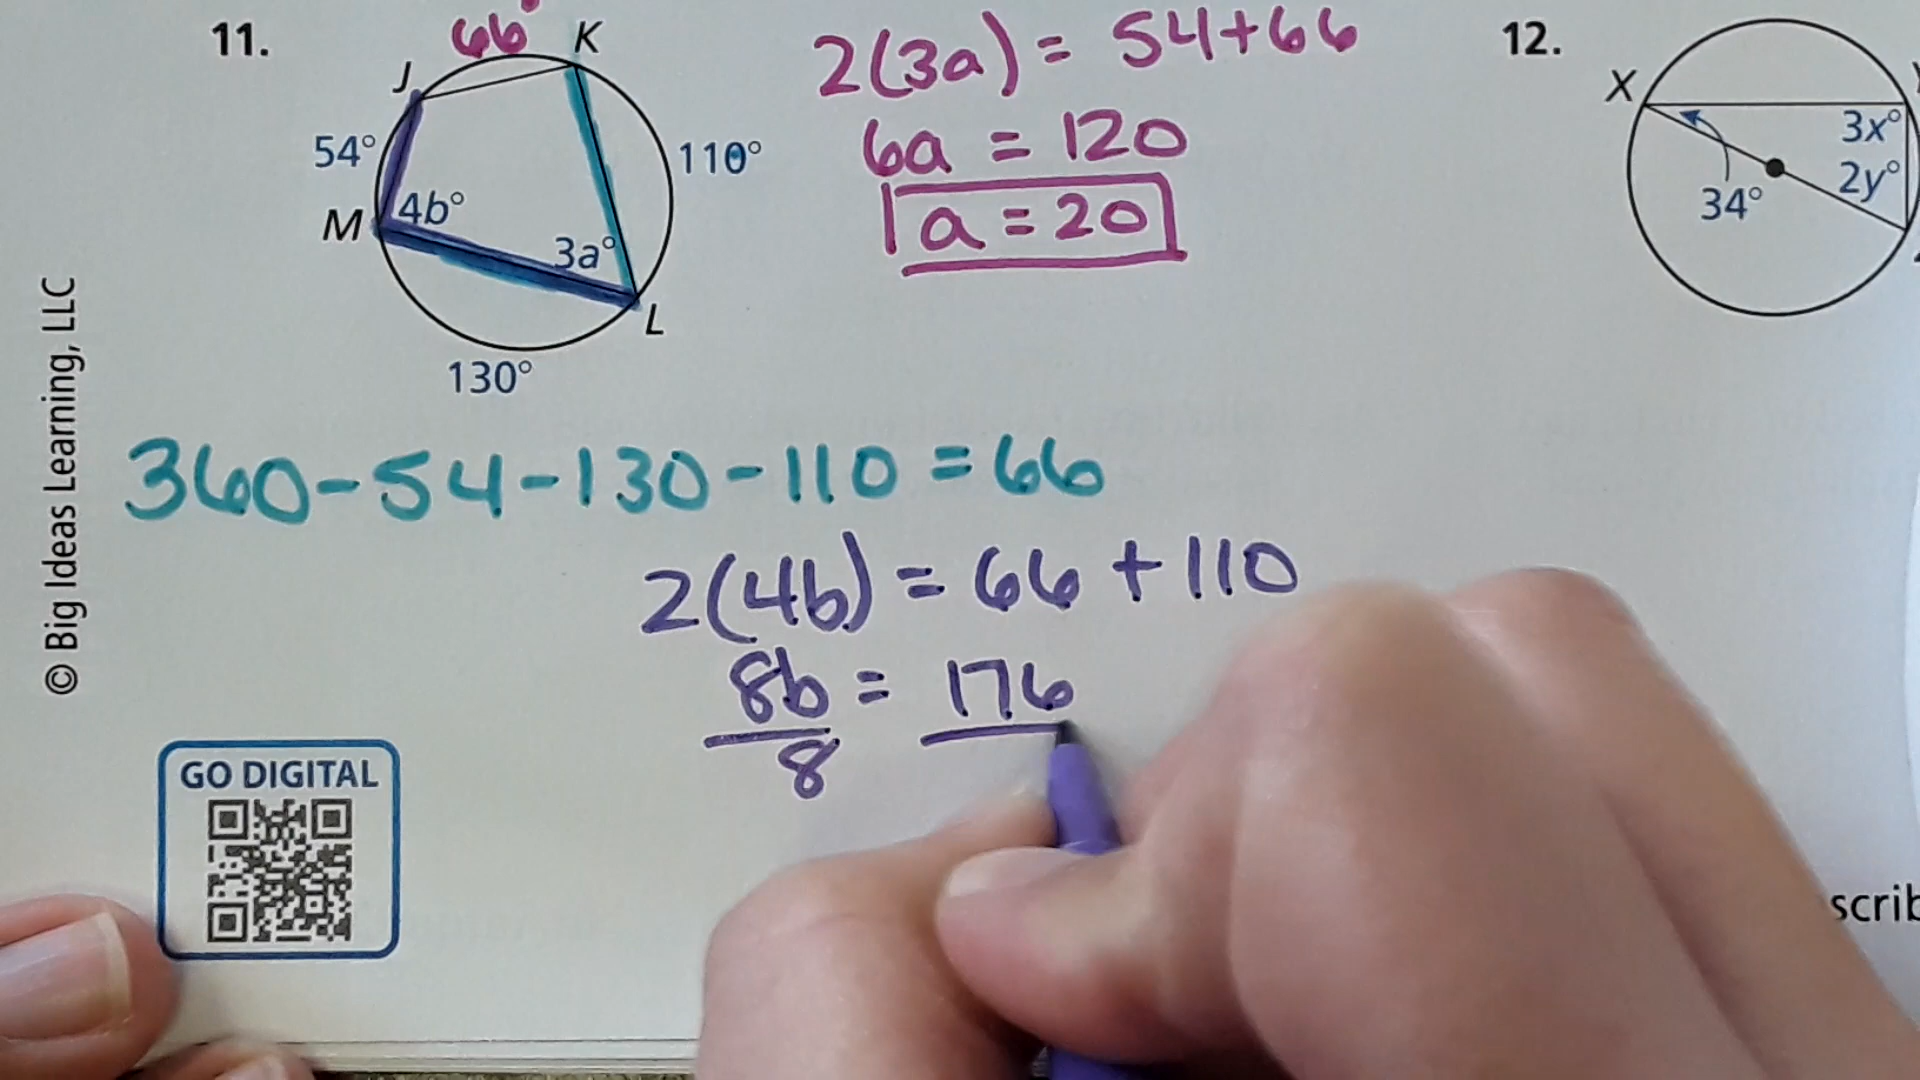 11.
66°
J
K
54°
110°
M
4b°
3a°
L
130°
2(3a) = 54+66
6a = 120
a = 20
12.
X
3x°
2y°
34°
360-54-130-110 = 66
2(4b) = 66 + 110
8b = 176
8
GO DIGITAL
© Big Ideas Learning, LLC